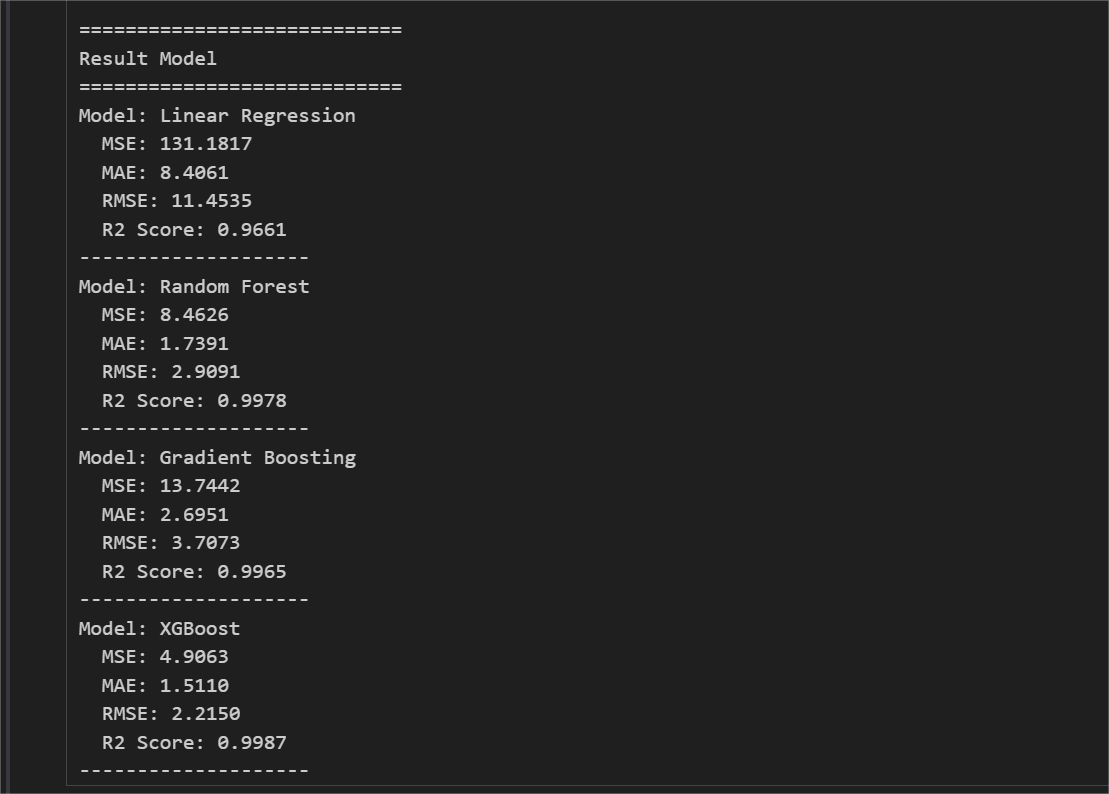 ============================
Result Model
============================
Model: Linear Regression
  MSE: 131.1817
  MAE: 8.4061
  RMSE: 11.4535
  R2 Score: 0.9661
--------------------
Model: Random Forest
  MSE: 8.4626
  MAE: 1.7391
  RMSE: 2.9091
  R2 Score: 0.9978
--------------------
Model: Gradient Boosting
  MSE: 13.7442
  MAE: 2.6951
  RMSE: 3.7073
  R2 Score: 0.9965
--------------------
Model: XGBoost
  MSE: 4.9063
  MAE: 1.5110
  RMSE: 2.2150
  R2 Score: 0.9987
--------------------